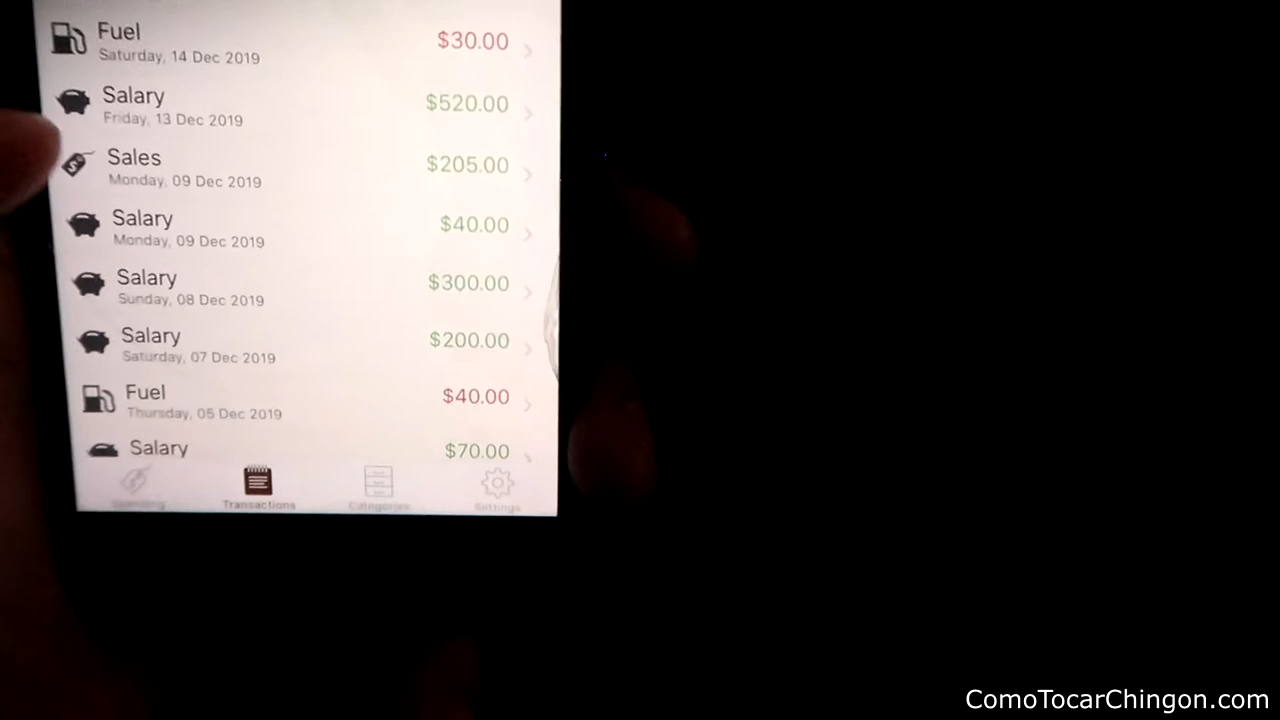 Fuel
$30.00
Saturday, 14 Dec 2019
Salary
$520.00
Friday, 13 Dec 2019
Sales
$205.00
Monday, 09 Dec 2019
Salary
$40.00
Monday, 09 Dec 2019
Salary
$300.00
Sunday, 08 Dec 2019
Salary
$200.00
Saturday, 07 Dec 2019
Fuel
$40.00
Thursday, 05 Dec 2019
Salary
$70.00
Transactions
Categories
Settings
ComoTocarChingon.com